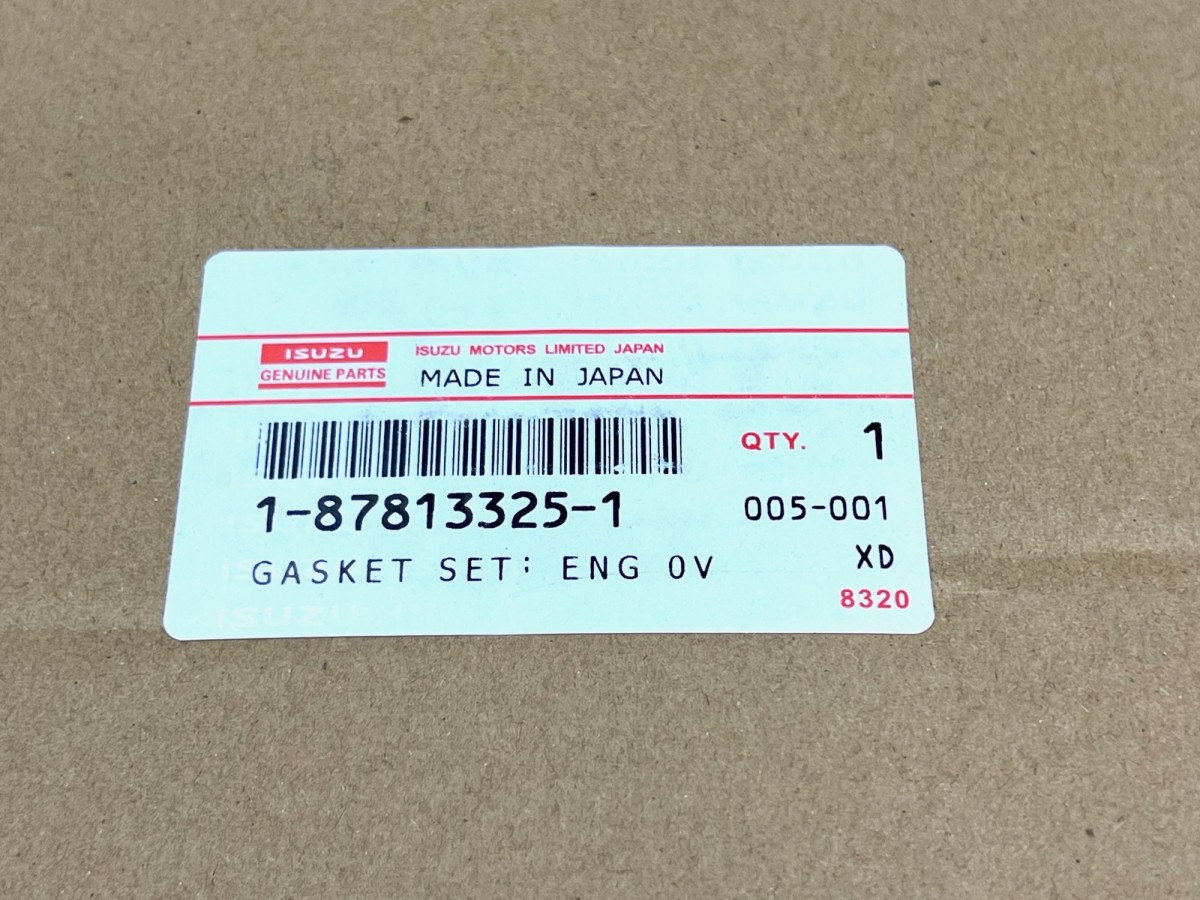 ISUZU
GENUINE PARTS
ISUZU MOTORS LIMITED JAPAN
MADE IN JAPAN
QTY. 1
1-87813325-1
005-001
GASKET SET; ENG OV
XD
8320
ISUZU